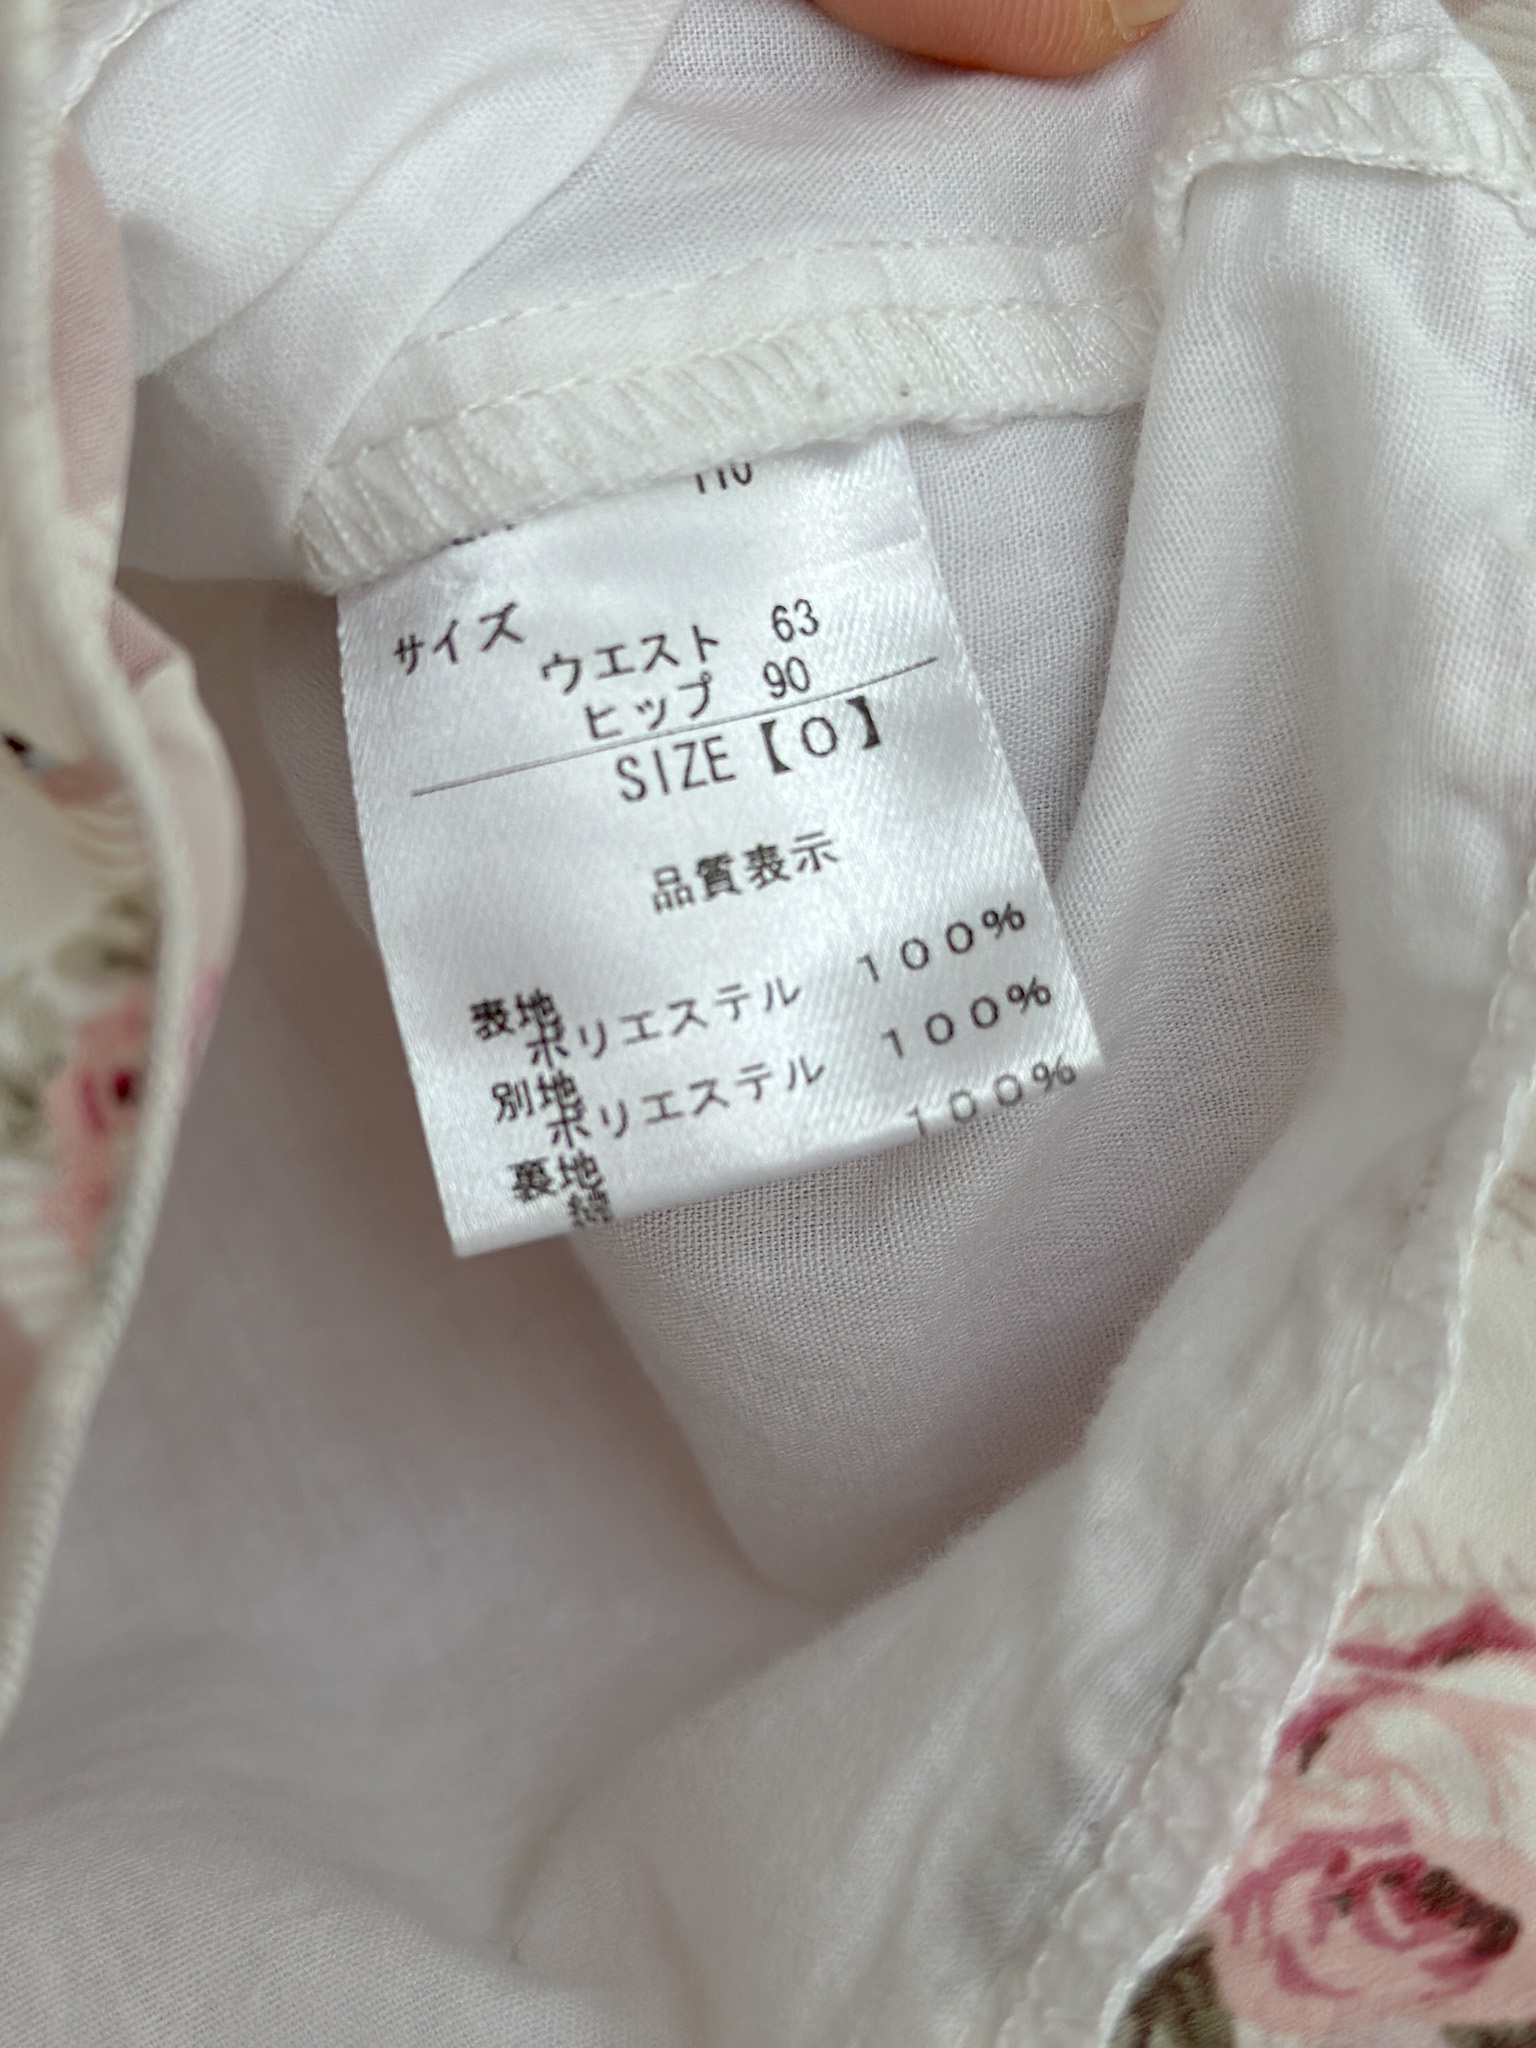 110
サイズ
ウエスト 63
ヒップ 90
SIZE【0】
品質表示
表地
ポリエステル 100%
別地
ポリエステル 100%
裏地
綿 100%